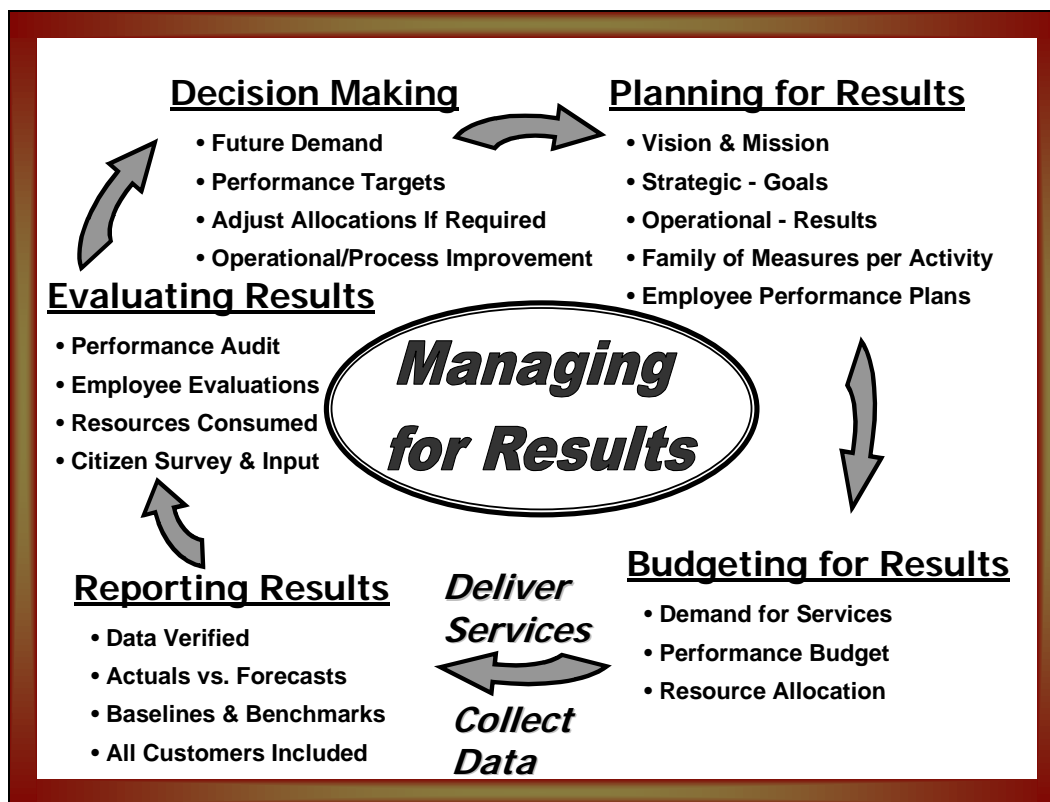 Decision Making
• Future Demand
• Performance Targets
• Adjust Allocations If Required
• Operational/Process Improvement
Planning for Results
• Vision & Mission
• Strategic - Goals
• Operational - Results
• Family of Measures per Activity
• Employee Performance Plans
Evaluating Results
• Performance Audit
• Employee Evaluations
• Resources Consumed
• Citizen Survey & Input
Managing
for Results
Budgeting for Results
• Demand for Services
• Performance Budget
• Resource Allocation
Deliver
Services
Collect
Data
Reporting Results
• Data Verified
• Actuals vs. Forecasts
• Baselines & Benchmarks
• All Customers Included